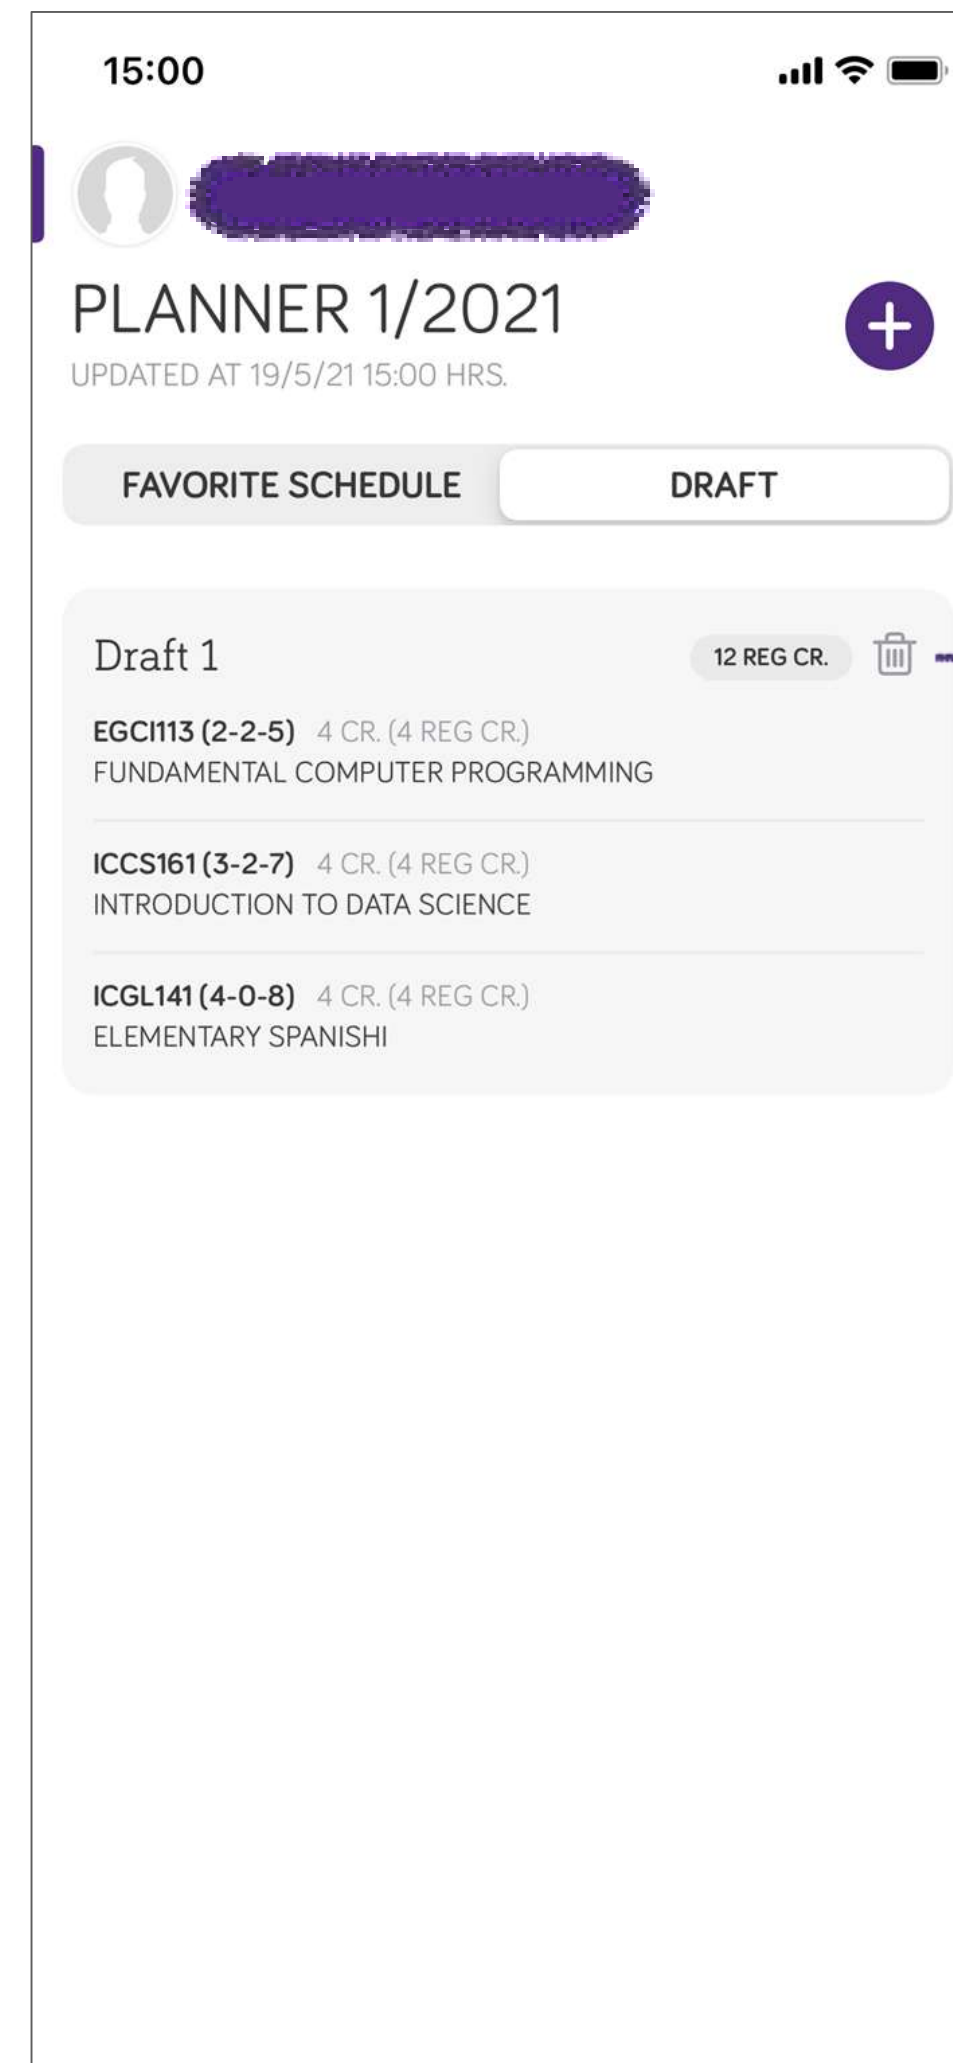 15:00
PLANNER 1/2021
UPDATED AT 19/5/21 15:00 HRS.
FAVORITE SCHEDULE DRAFT
Draft 1 12 REG CR.
EGCI113 (2-2-5) 4 CR. (4 REG CR.)
FUNDAMENTAL COMPUTER PROGRAMMING
ICCS161 (3-2-7) 4 CR. (4 REG CR.)
INTRODUCTION TO DATA SCIENCE
ICGL141 (4-0-8) 4 CR. (4 REG CR.)
ELEMENTARY SPANISHI